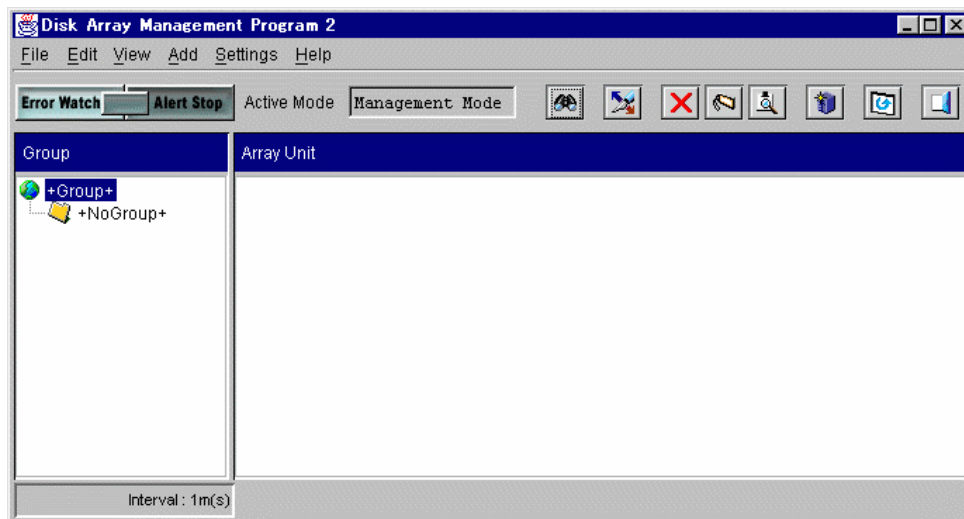 Disk Array Management Program 2
File Edit View Add Settings Help
Error Watch Alert Stop Active Mode Management Mode
Group Array Unit
+Group+
+NoGroup+
Interval : 1m(s)